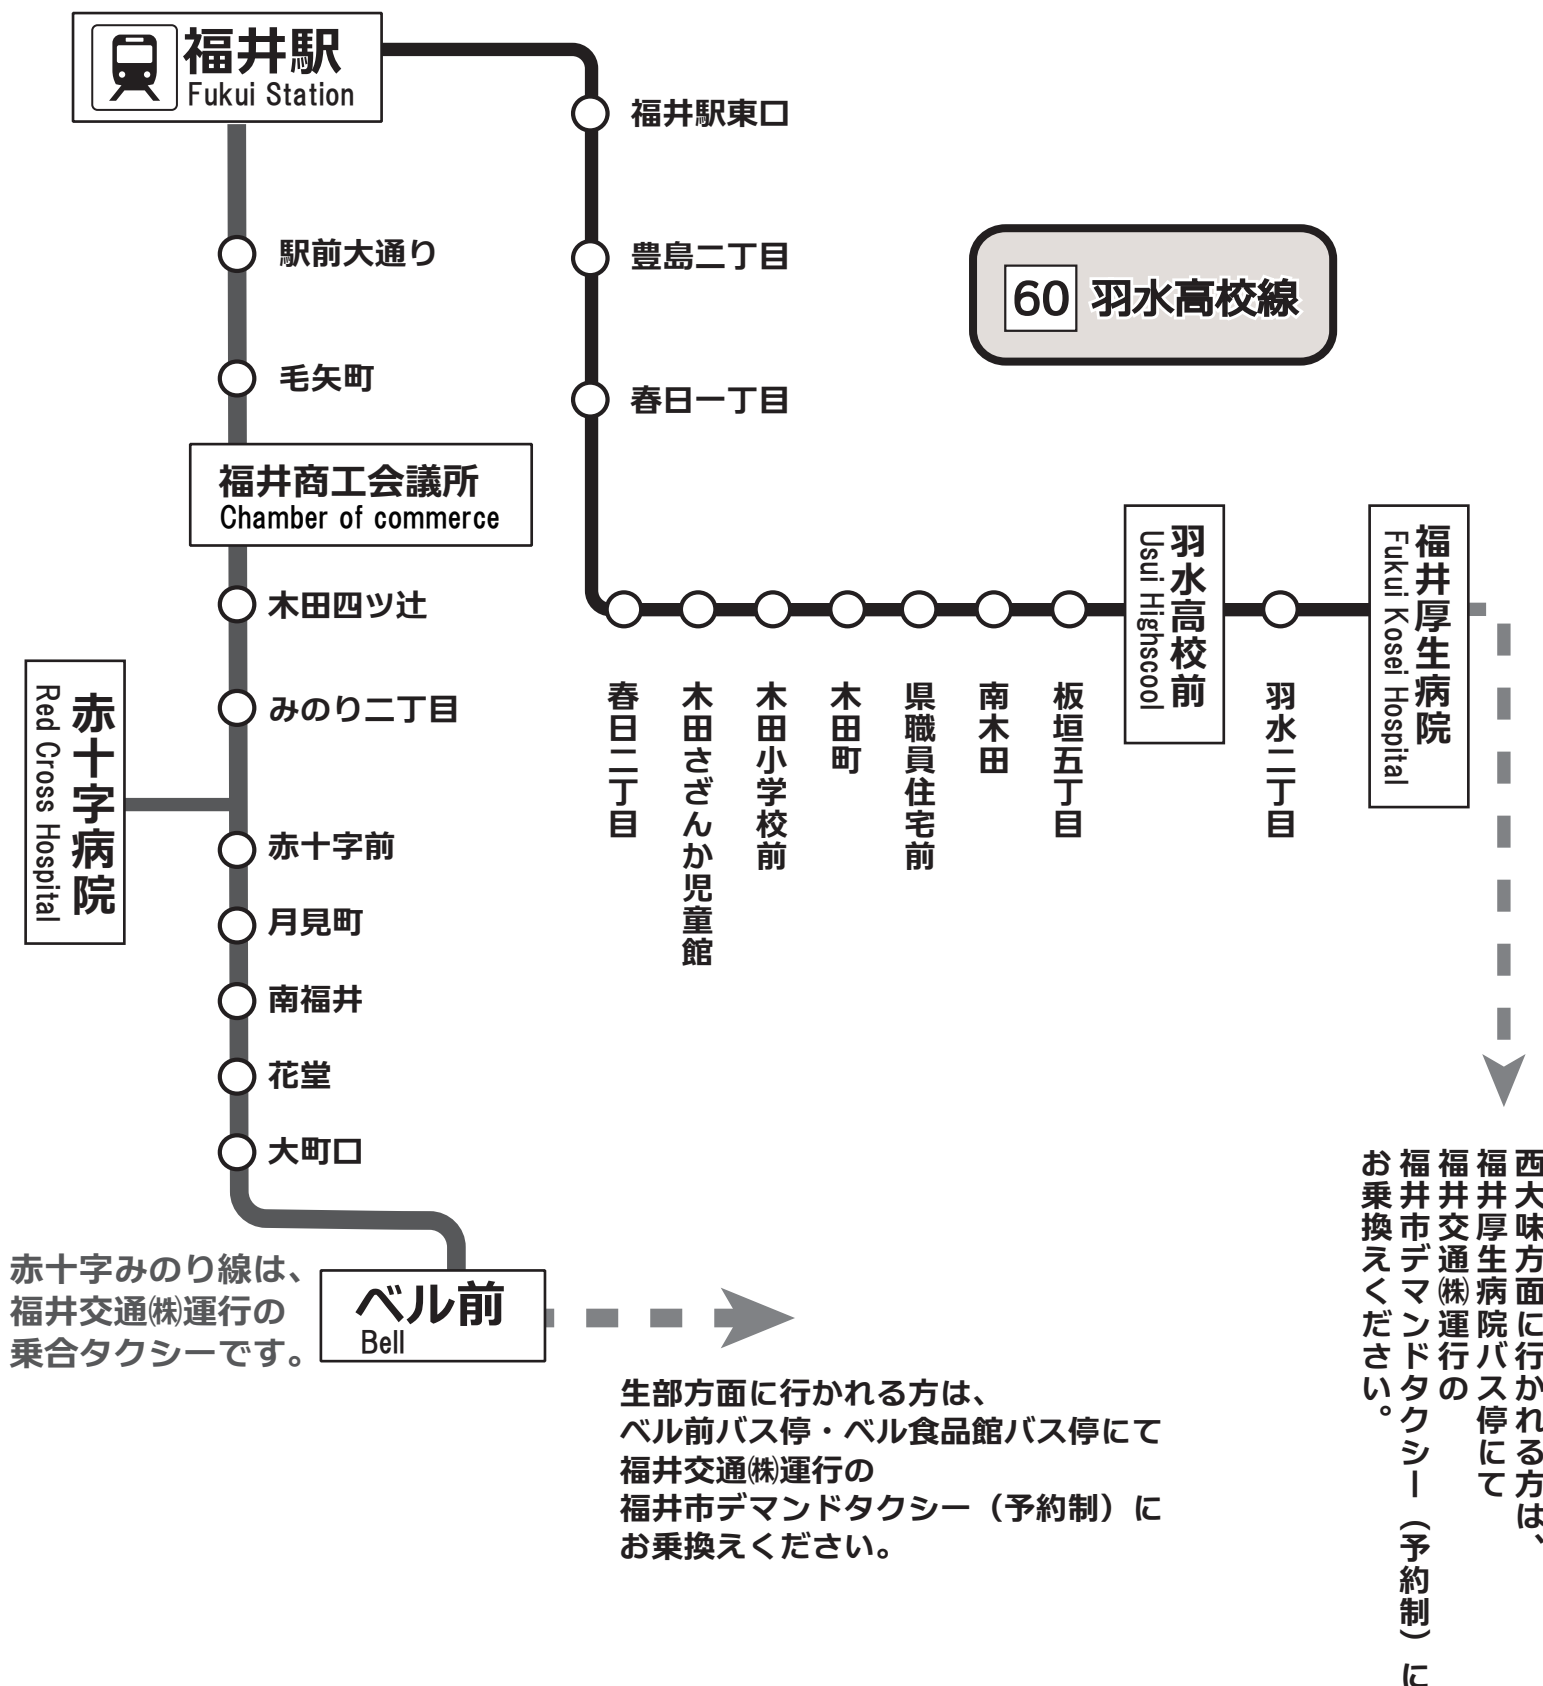 福井駅
Fukui Station
福井駅東口
駅前大通り
豊島二丁目
60 羽水高校線
毛矢町
春日一丁目
福井商工会議所
Chamber of commerce
木田四ツ辻
みのり二丁目
赤十字病院
Red Cross Hospital
赤十字前
月見町
南福井
花堂
大町口
春日二丁目
木田さざんか児童館
木田小学校前
木田町
県職員住宅前
南木田
板垣五丁目
羽水高校前
Usui Highscool
羽水二丁目
福井厚生病院
Fukui Kosei Hospital
赤十字みのり線は、
福井交通㈱運行の
乗合タクシーです。
ベル前
Bell
生部方面に行かれる方は、
ベル前バス停・ベル食品館バス停にて
福井交通㈱運行の
福井市デマンドタクシー（予約制）に
お乗換えください。
西大味方面に行かれる方は、
福井厚生病院バス停にて
福井交通㈱運行の
福井市デマンドタクシー（予約制）に
お乗換えください。